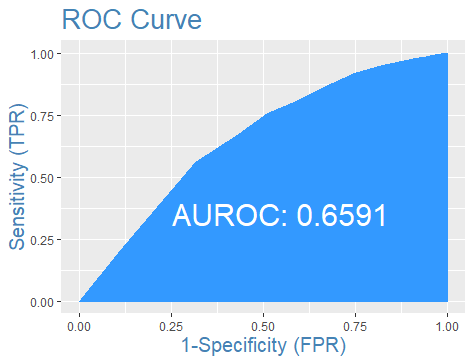 ROC Curve
1.00
0.75
0.50
0.25
0.00
Sensitivity (TPR)
AUROC: 0.6591
0.00 0.25 0.50 0.75 1.00
1-Specificity (FPR)